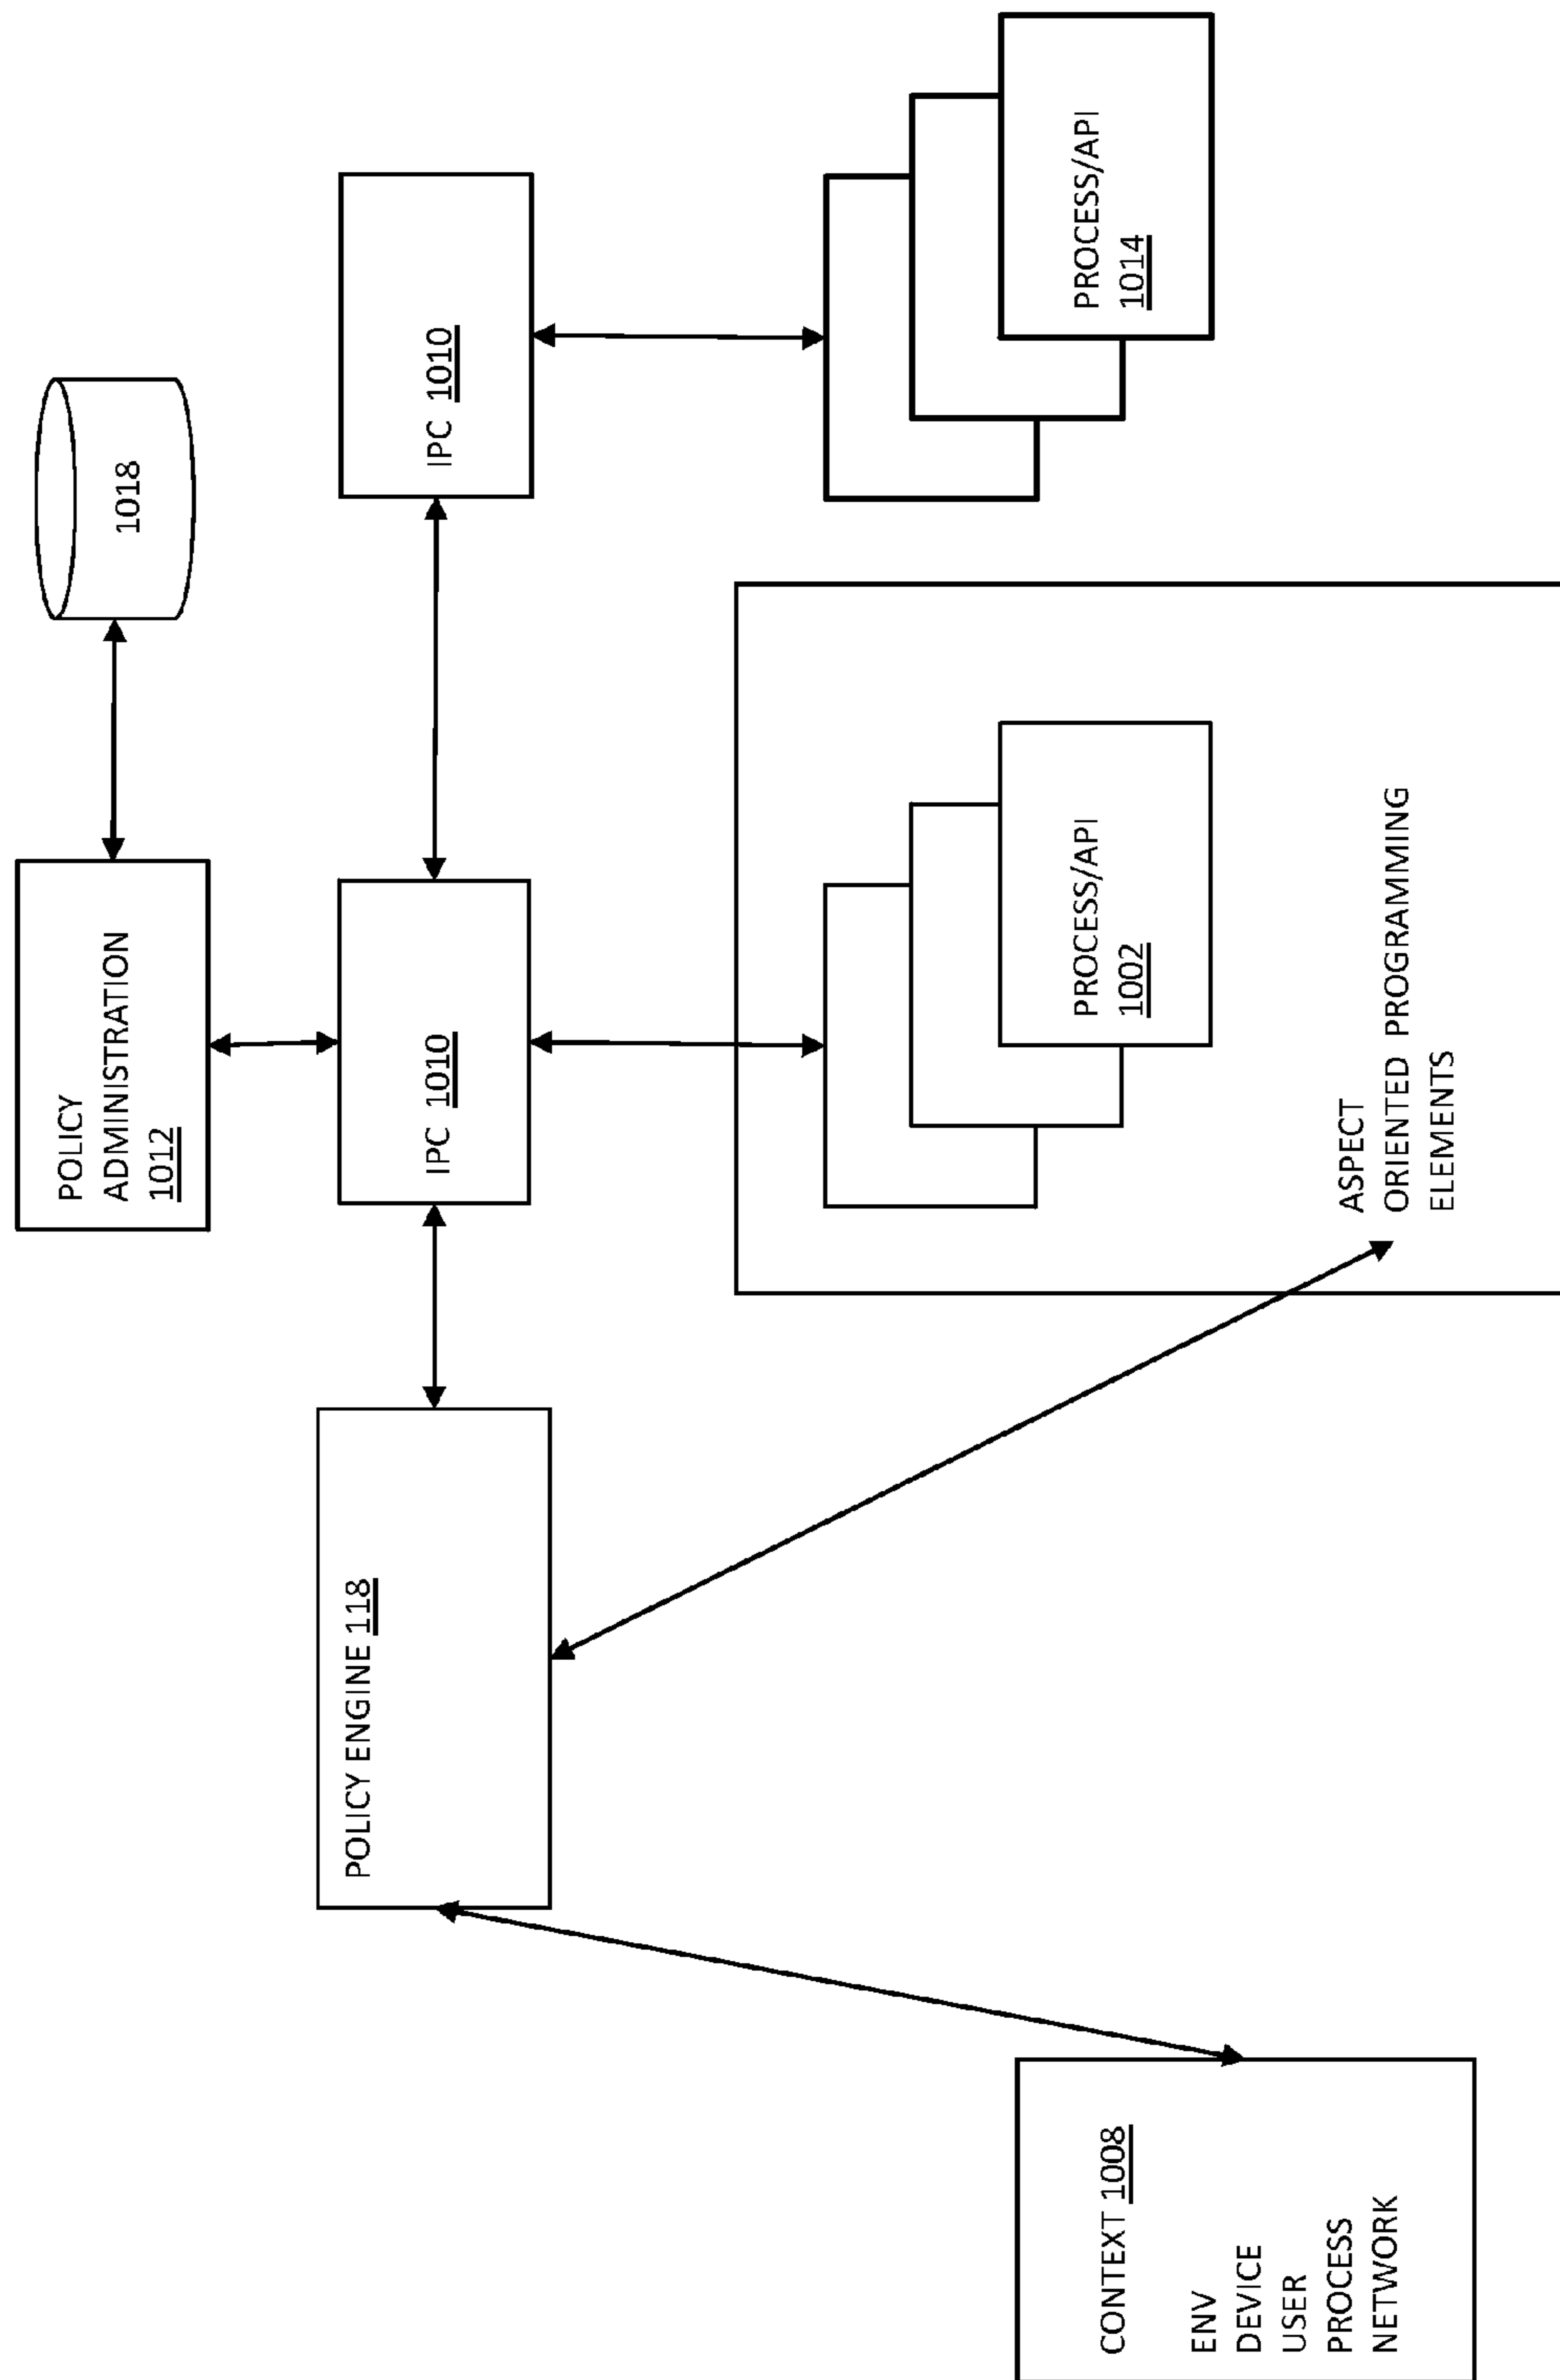 POLICY
ADMINISTRATION
1012
1018
POLICY ENGINE 118
IPC 1010
IPC 1010
CONTEXT 1008
ENV
DEVICE
USER
PROCESS
NETWORK
PROCESS/API
1002
PROCESS/API
1014
ASPECT
ORIENTED PROGRAMMING
ELEMENTS